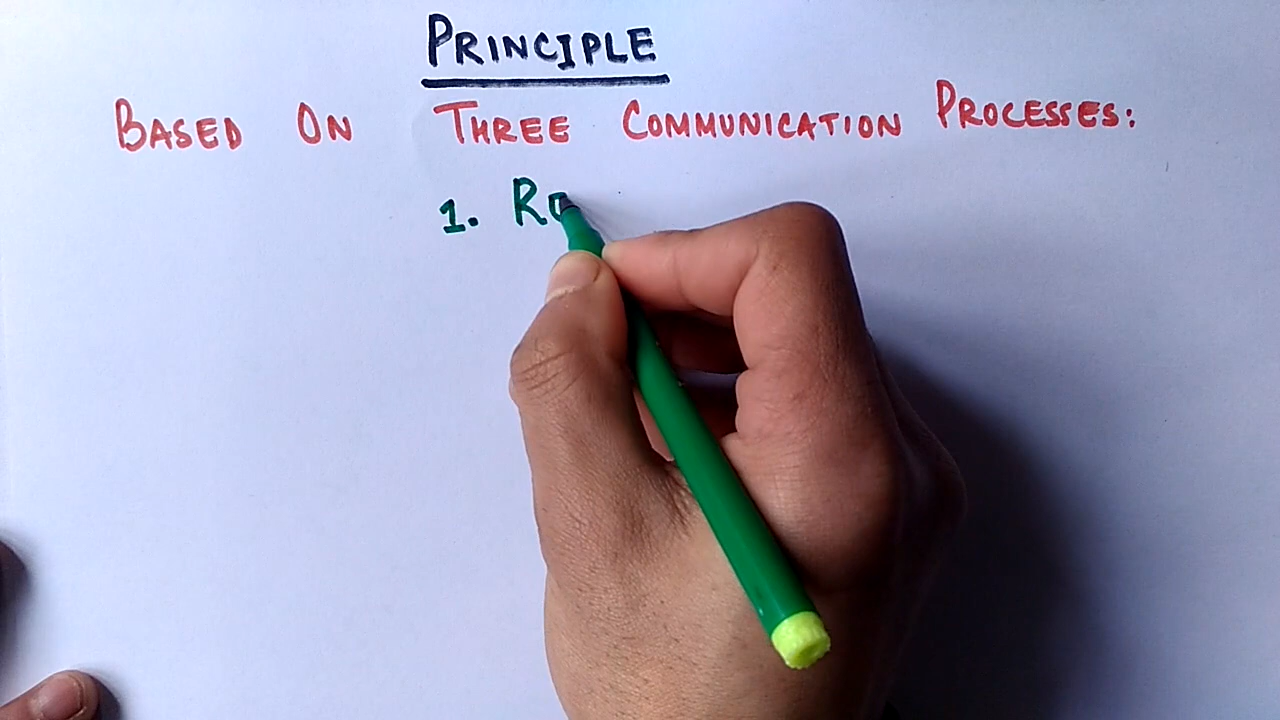 PRINCIPLE
BASED ON THREE COMMUNICATION PROCESSES:
1.